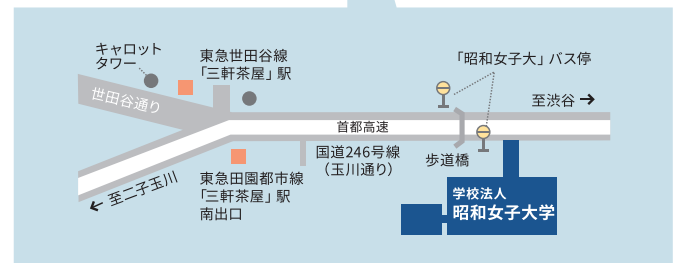 キャロット
タワー
東急世田谷線
「三軒茶屋」駅
「昭和女子大」バス停
世田谷通り
至渋谷→
首都高速
国道246号線
（玉川通り）
歩道橋
←至二子玉川
東急田園都市線
「三軒茶屋」駅
南出口
学校法人
昭和女子大学